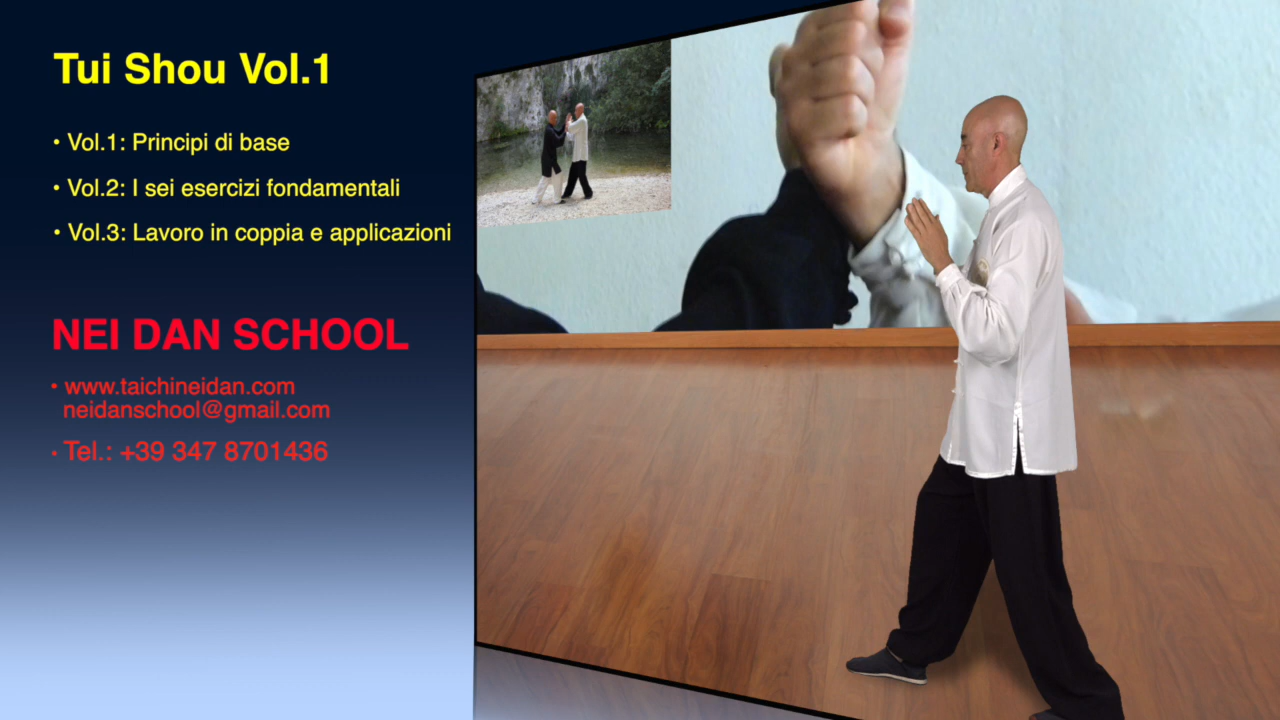 Tui Shou Vol.1
• Vol.1: Principi di base
• Vol.2: I sei esercizi fondamentali
• Vol.3: Lavoro in coppia e applicazioni
NEI DAN SCHOOL
• www.taichineidan.com
neidanschool@gmail.com
• Tel.: +39 347 8701436